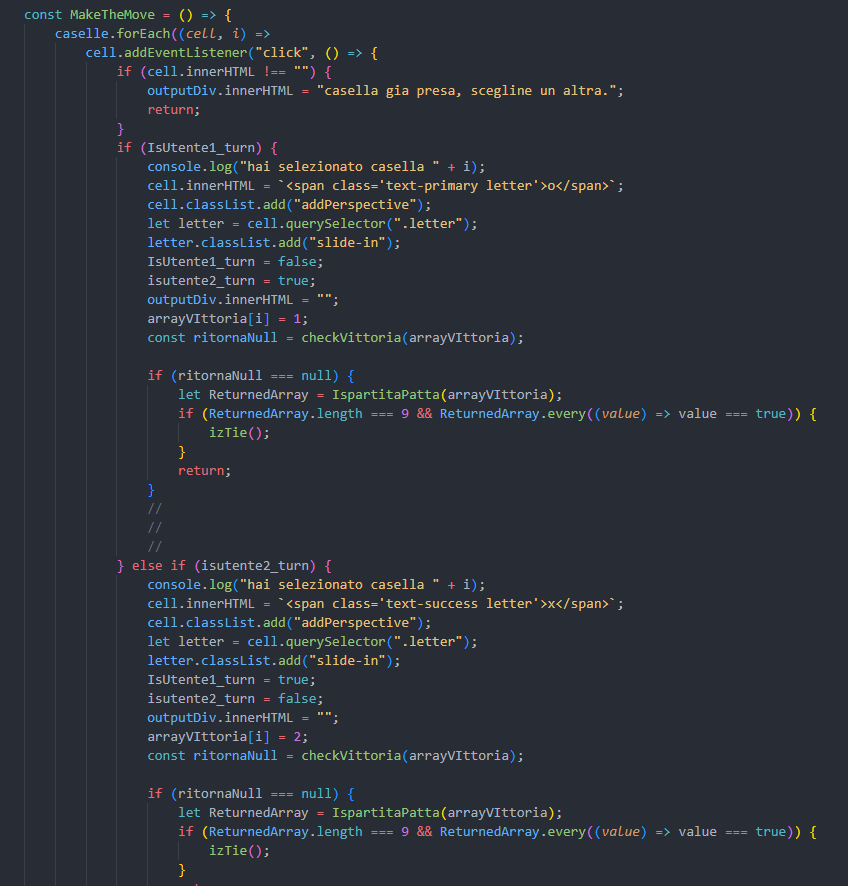 const MakeTheMove = () => {
caselle.forEach((cell, i) =>
cell.addEventListener("click", () => {
if (cell.innerHTML !== "") {
outputDiv.innerHTML = "casella gia presa, scegline un altra.";
return;
}
if (IsUtente1_turn) {
console.log("hai selezionato casella " + i);
cell.innerHTML = `<span class='text-primary letter'>o</span>`;
cell.classList.add("addPerspective");
let letter = cell.querySelector(".letter");
letter.classList.add("slide-in");
IsUtente1_turn = false;
isutente2_turn = true;
outputDiv.innerHTML = "";
arrayVIttoria[i] = 1;
const ritornaNull = checkVittoria(arrayVIttoria);
if (ritornaNull === null) {
let ReturnedArray = IspartitaPatta(arrayVIttoria);
if (ReturnedArray.length === 9 && ReturnedArray.every((value) => value === true)) {
izTie();
}
return;
}
//
//
//
} else if (isutente2_turn) {
console.log("hai selezionato casella " + i);
cell.innerHTML = `<span class='text-success letter'>x</span>`;
cell.classList.add("addPerspective");
let letter = cell.querySelector(".letter");
letter.classList.add("slide-in");
IsUtente1_turn = true;
isutente2_turn = false;
outputDiv.innerHTML = "";
arrayVIttoria[i] = 2;
const ritornaNull = checkVittoria(arrayVIttoria);
if (ritornaNull === null) {
let ReturnedArray = IspartitaPatta(arrayVIttoria);
if (ReturnedArray.length === 9 && ReturnedArray.every((value) => value === true)) {
izTie();
}